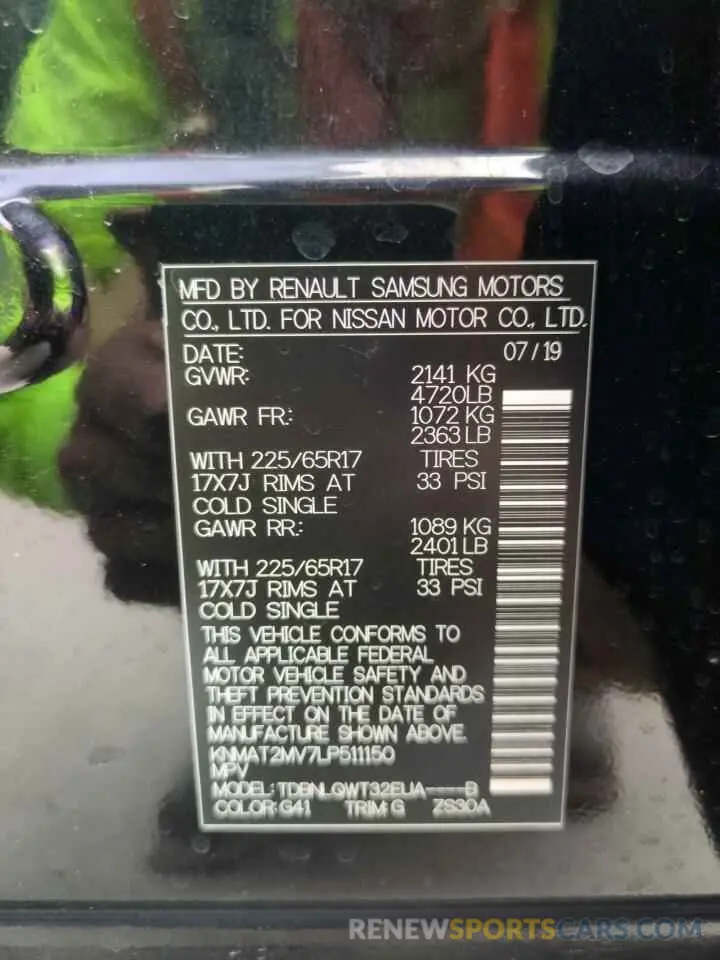 MFD BY RENAULT SAMSUNG MOTORS
CO., LTD. FOR NISSAN MOTOR CO., LTD.
DATE: 07/19
GVWR: 2141 KG
4720LB
GAWR FR: 1072 KG
2363 LB
WITH 225/65R17 TIRES
17X7J RIMS AT 33 PSI
COLD SINGLE
GAWR RR: 1089 KG
2401 LB
WITH 225/65R17 TIRES
17X7J RIMS AT 33 PSI
COLD SINGLE
THIS VEHICLE CONFORMS TO
ALL APPLICABLE FEDERAL
MOTOR VEHICLE SAFETY AND
THEFT PREVENTION STANDARDS
IN EFFECT ON THE DATE OF
MANUFACTURE SHOWN ABOVE.
KNMAT2MV7LP511150
MPV
MODEL: TDBNLQWT32EUA----B
COLOR: G41 TRIM: G ZS30A
RENEWSPORTSCARS.COM